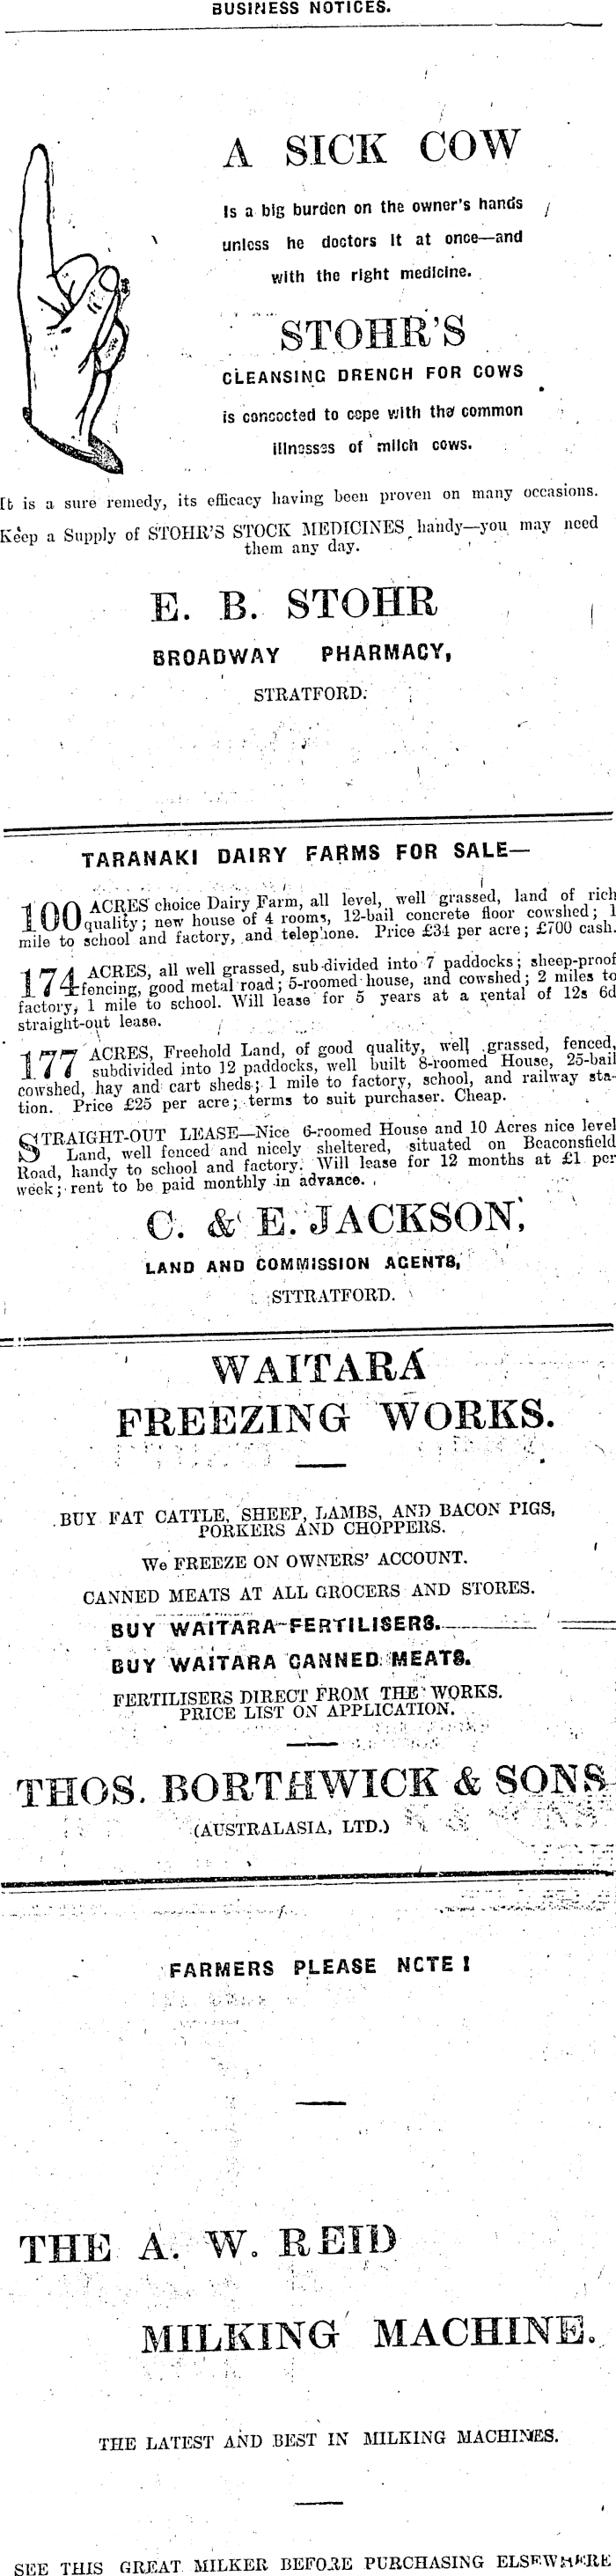 BUSINESS NOTICES.
A SICK COW
Is a big burden on the owner's hands
unless he doctors it at once—and
with the right medicine.
STOHR'S
CLEANSING DRENCH FOR COWS
is concocted to cope with the common
illnesses of milch cows.
It is a sure remedy, its efficacy having been proven on many occasions.
Keep a Supply of STOHR'S STOCK MEDICINES handy—you may need
them any day.
E. B. STOHR
BROADWAY PHARMACY,
STRATFORD.
TARANAKI DAIRY FARMS FOR SALE—
100 ACRES choice Dairy Farm, all level, well grassed, land of rich
quality; new house of 4 rooms, 12-bail concrete floor cowshed; 1
mile to school and factory, and telephone. Price £34 per acre; £700 cash.
174 ACRES, all well grassed, sub-divided into 7 paddocks; sheep-proof
fencing, good metal road; 5-roomed house, and cowshed; 2 miles to
factory, 1 mile to school. Will lease for 5 years at a rental of 12s 6d
straight-out lease.
177 ACRES, Freehold Land, of good quality, well grassed, fenced,
subdivided into 12 paddocks, well built 8-roomed House, 25-bail
cowshed, hay and cart sheds; 1 mile to factory, school, and railway sta-
tion. Price £25 per acre; terms to suit purchaser. Cheap.
STRAIGHT-OUT LEASE—Nice 6-roomed House and 10 Acres nice level
Land, well fenced and nicely sheltered, situated on Beaconsfield
Road, handy to school and factory. Will lease for 12 months at £1 per
week; rent to be paid monthly in advance.
C. & E. JACKSON,
LAND AND COMMISSION AGENTS,
STTRATFORD.
WAITARA
FREEZING WORKS.
BUY FAT CATTLE, SHEEP, LAMBS, AND BACON PIGS,
PORKERS AND CHOPPERS.
We FREEZE ON OWNERS' ACCOUNT.
CANNED MEATS AT ALL GROCERS AND STORES.
BUY WAITARA FERTILISERS.
BUY WAITARA CANNED MEATS.
FERTILISERS DIRECT FROM THE WORKS.
PRICE LIST ON APPLICATION.
THOS. BORTHWICK & SONS
(AUSTRALASIA, LTD.)
FARMERS PLEASE NOTE!
THE A. W. REID
MILKING MACHINE.
THE LATEST AND BEST IN MILKING MACHINES.
SEE THIS GREAT MILKER BEFORE PURCHASING ELSEWHERE